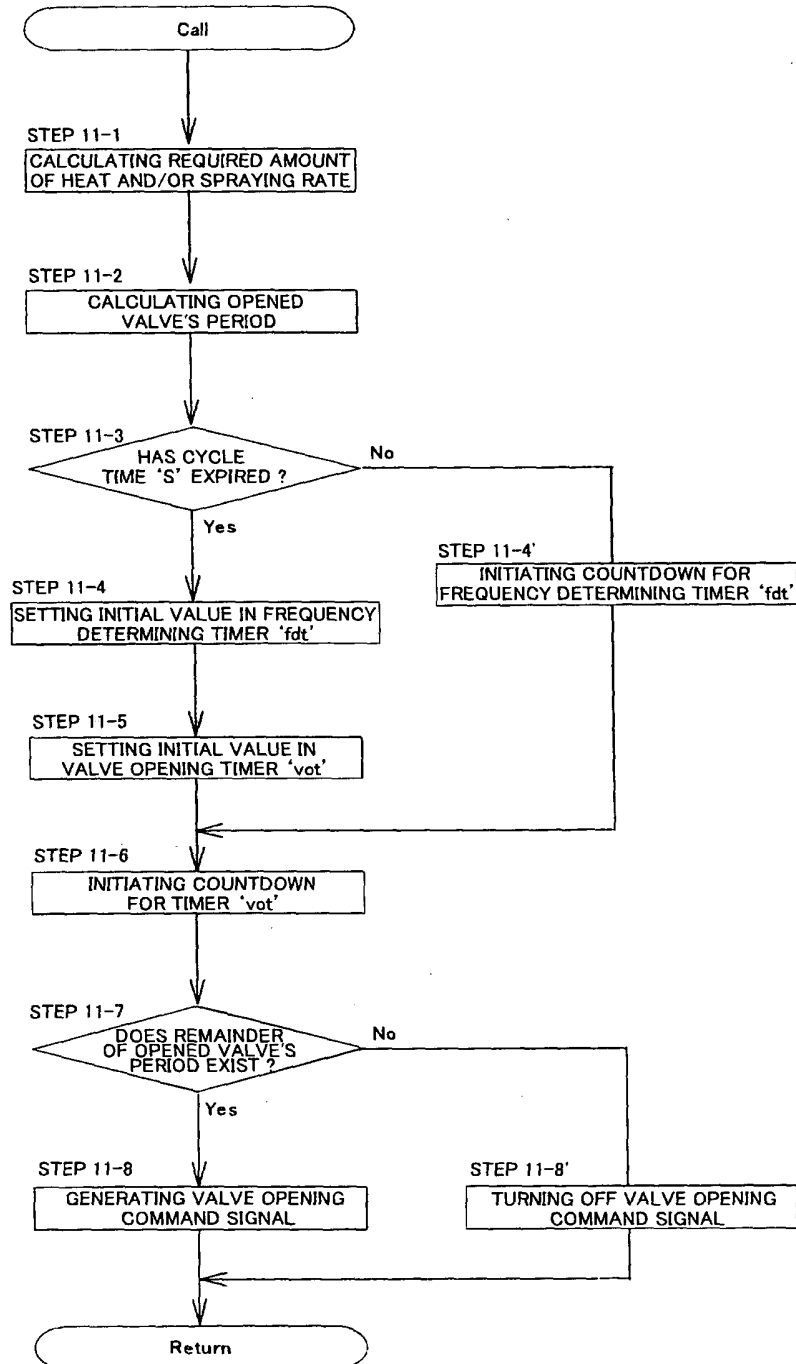 Call
STEP 11-1
CALCULATING REQUIRED AMOUNT
OF HEAT AND/OR SPRAYING RATE
STEP 11-2
CALCULATING OPENED
VALVE'S PERIOD
STEP 11-3
HAS CYCLE
TIME 'S' EXPIRED ?
No
Yes
STEP 11-4'
INITIATING COUNTDOWN FOR
FREQUENCY DETERMINING TIMER 'fdt'
STEP 11-4
SETTING INITIAL VALUE IN FREQUENCY
DETERMINING TIMER 'fdt'
STEP 11-5
SETTING INITIAL VALUE IN
VALVE OPENING TIMER 'vot'
STEP 11-6
INITIATING COUNTDOWN
FOR TIMER 'vot'
STEP 11-7
DOES REMAINDER
OF OPENED VALVE'S
PERIOD EXIST ?
No
Yes
STEP 11-8
GENERATING VALVE OPENING
COMMAND SIGNAL
STEP 11-8'
TURNING OFF VALVE OPENING
COMMAND SIGNAL
Return